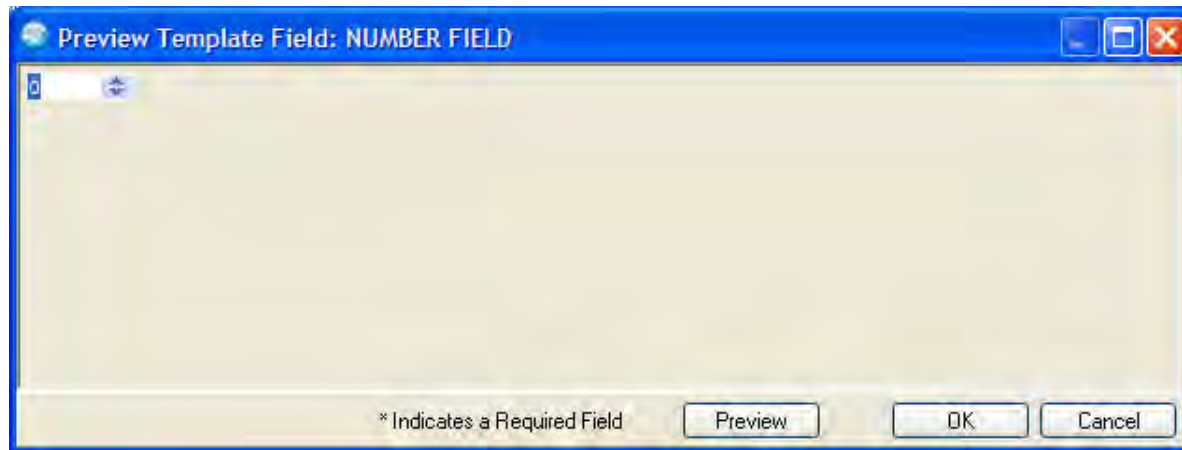 Preview Template Field: NUMBER FIELD
0
* Indicates a Required Field Preview OK Cancel